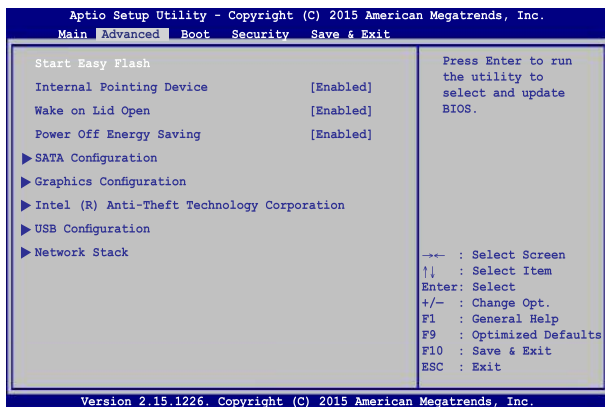 Aptio Setup Utility - Copyright (C) 2015 American Megatrends, Inc.
Main Advanced Boot Security Save & Exit
Start Easy Flash
Internal Pointing Device [Enabled]
Wake on Lid Open [Enabled]
Power Off Energy Saving [Enabled]
SATA Configuration
Graphics Configuration
Intel (R) Anti-Theft Technology Corporation
USB Configuration
Network Stack
Press Enter to run
the utility to
select and update
BIOS.
→← : Select Screen
↑↓ : Select Item
Enter: Select
+/— : Change Opt.
F1 : General Help
F9 : Optimized Defaults
F10 : Save & Exit
ESC : Exit
Version 2.15.1226. Copyright (C) 2015 American Megatrends, Inc.